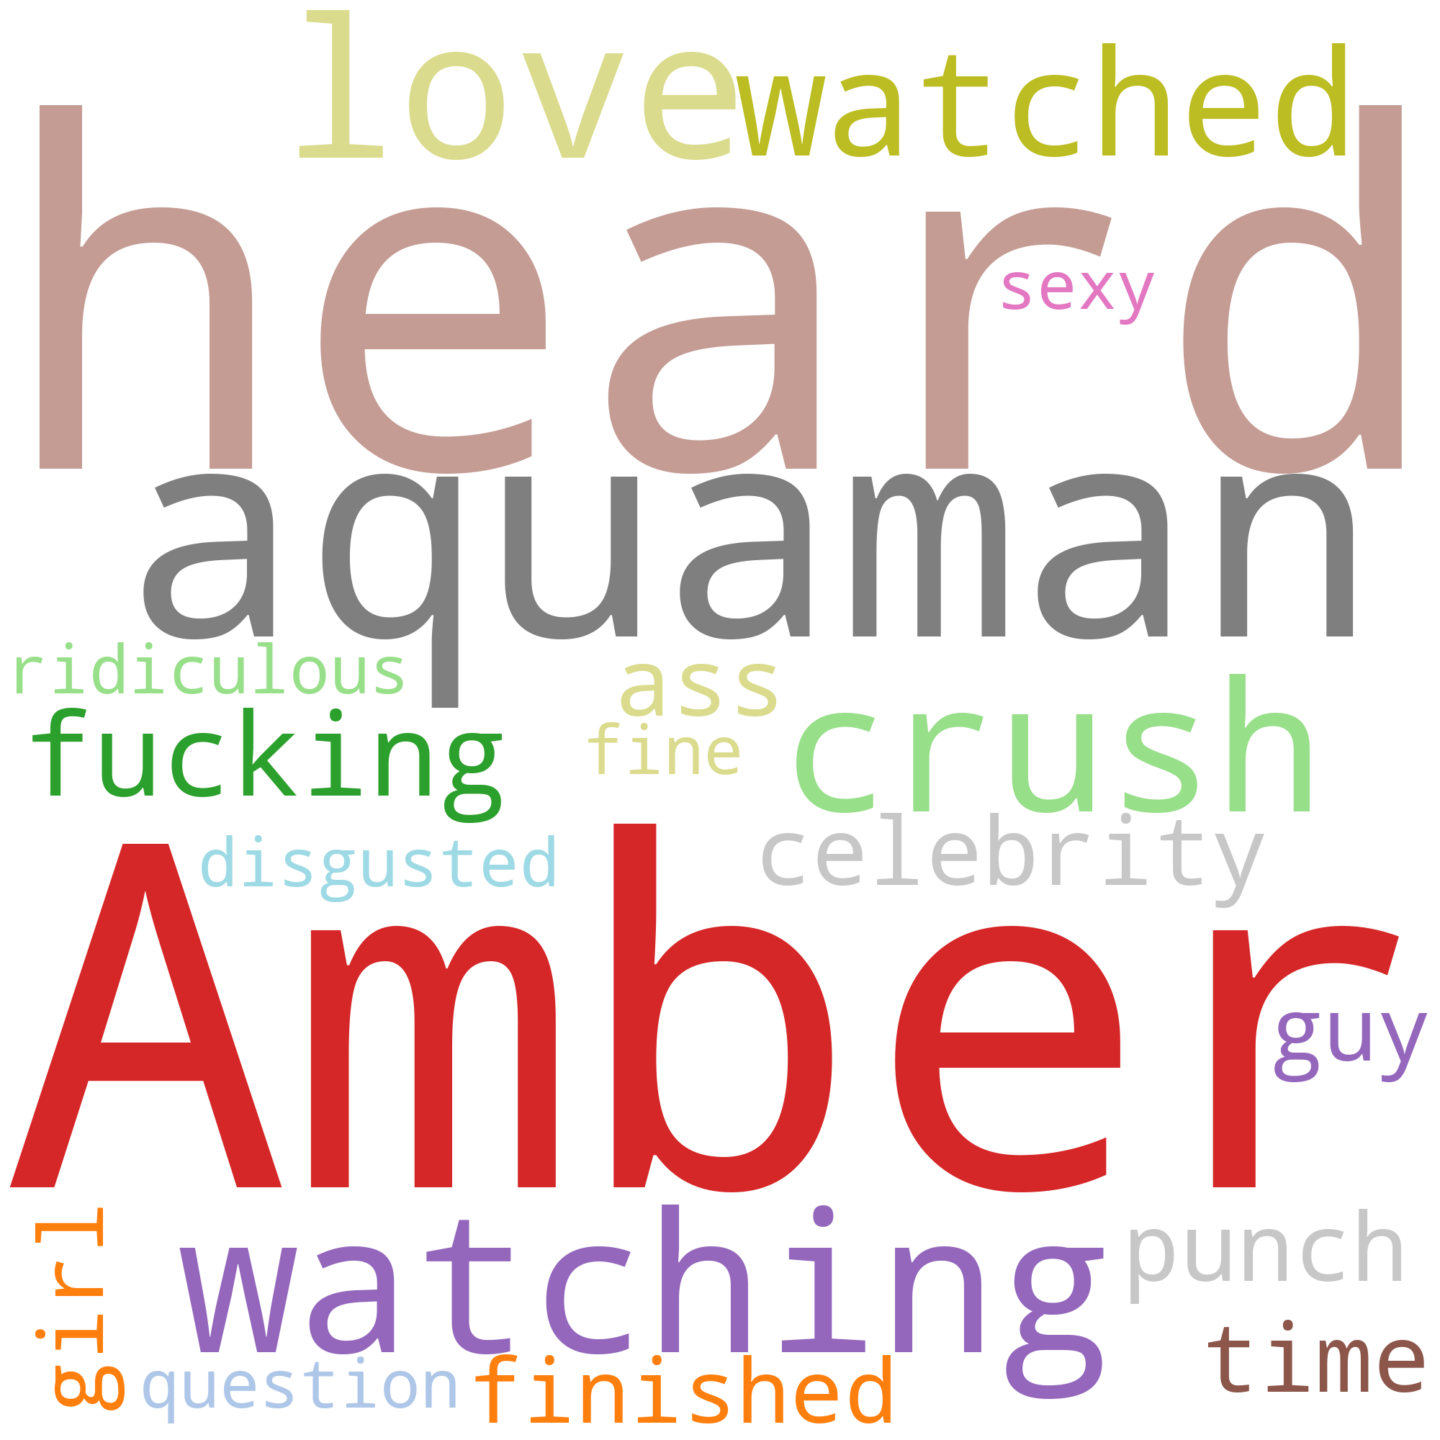 love watched
heard
sexy
aquaman
ridiculous ass
fucking fine crush
disgusted celebrity
Amber
guy
girl watching punch
question finished time